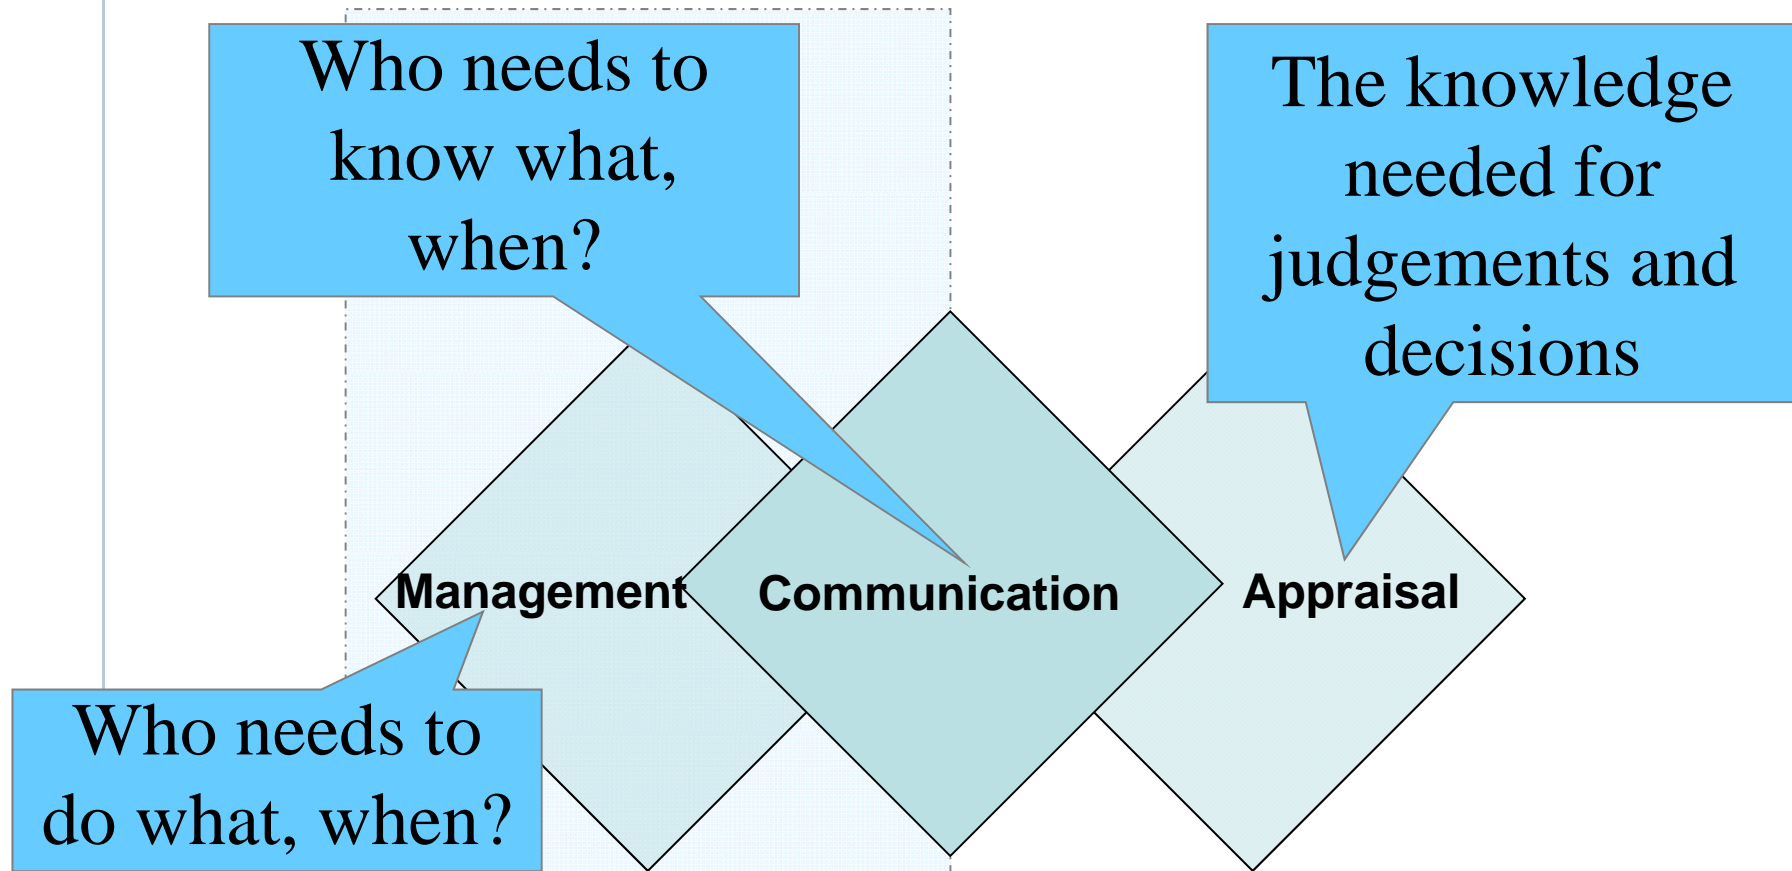 Who needs to
know what,
when?
The knowledge
needed for
judgements and
decisions
Management
Communication
Appraisal
Who needs to
do what, when?